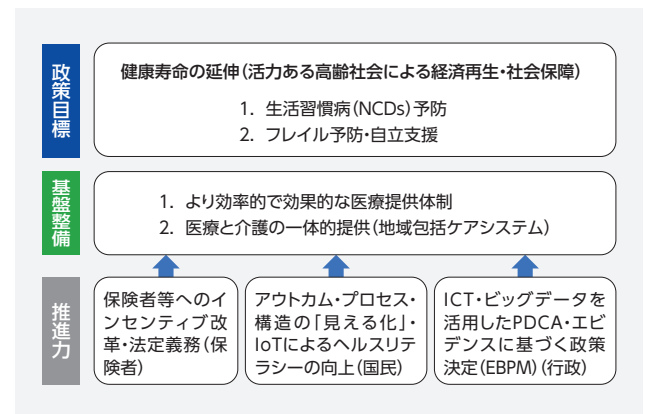 政策目標
健康寿命の延伸(活力ある高齢社会による経済再生・社会保障)
1. 生活習慣病(NCDs)予防
2. フレイル予防・自立支援
基盤整備
1. より効率的で効果的な医療提供体制
2. 医療と介護の一体的提供(地域包括ケアシステム)
推進力
保険者等へのイ
ンセンティブ改
革・法定義務(保
険者)
アウトカム・プロセス・
構造の「見える化」・
IoTによるヘルスリテ
ラシーの向上(国民)
ICT・ビッグデータを
活用したPDCA・エビ
デンスに基づく政策
決定(EBPM)(行政)